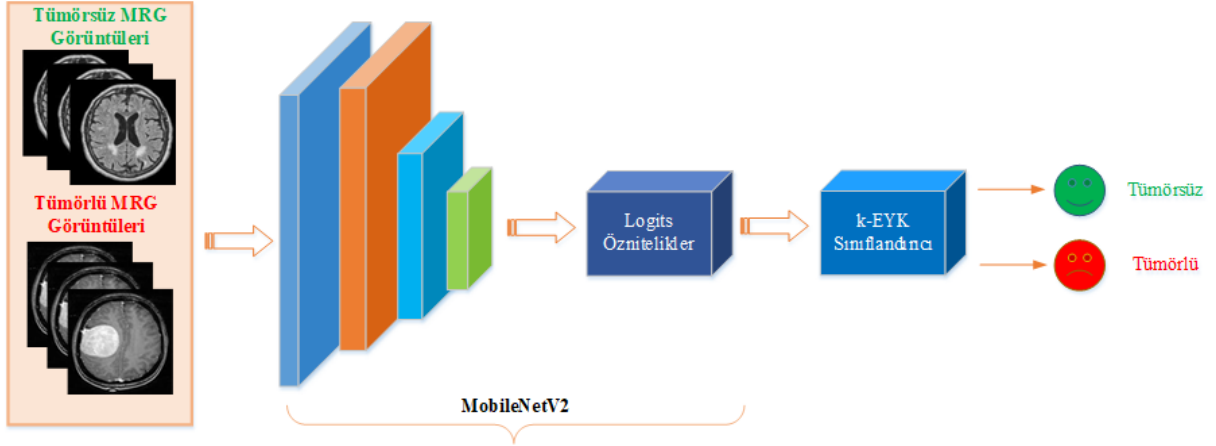 Tümörsüz MRG
Görüntüleri
Tümörlü MRG
Görüntüleri
Logits
Öznitelikler
k-EYK
Sınıflandırıcı
Tümörsüz
Tümörlü
MobileNetV2